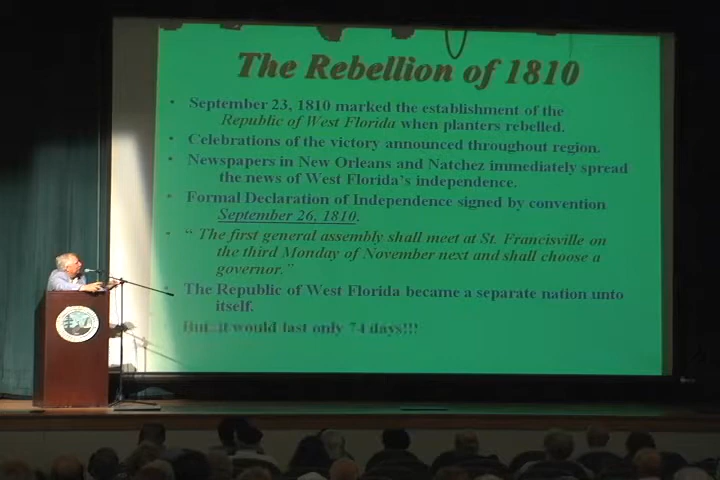 The Rebellion of 1810
• September 23, 1810 marked the establishment of the
Republic of West Florida when planters rebelled.
• Celebrations of the victory announced throughout region.
• Newspapers in New Orleans and Natchez immediately spread
the news of West Florida's independence.
• Formal Declaration of Independence signed by convention
September 26, 1810.
• “ The first general assembly shall meet at St. Francisville on
the third Monday of November next and shall choose a
governor.”
• The Republic of West Florida became a separate nation unto
itself.
But it would last only 74 days!!!